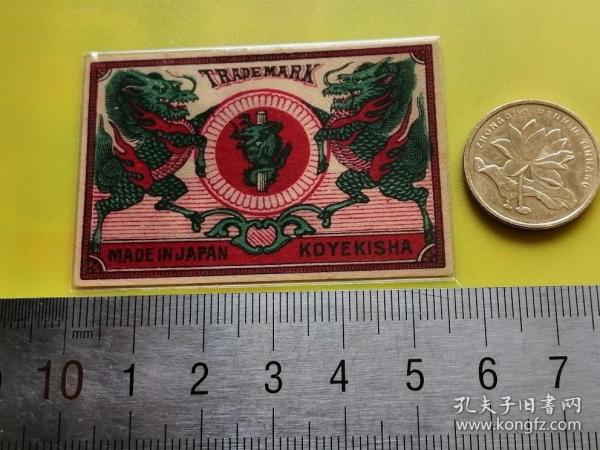 TRADEMARK
MADE IN JAPAN KOYEKISHA
ZHONGGUO RENMIN YINHANG
mm
10 1 2 3 4 5 6 7
孔夫子旧书网
www.kongfz.com